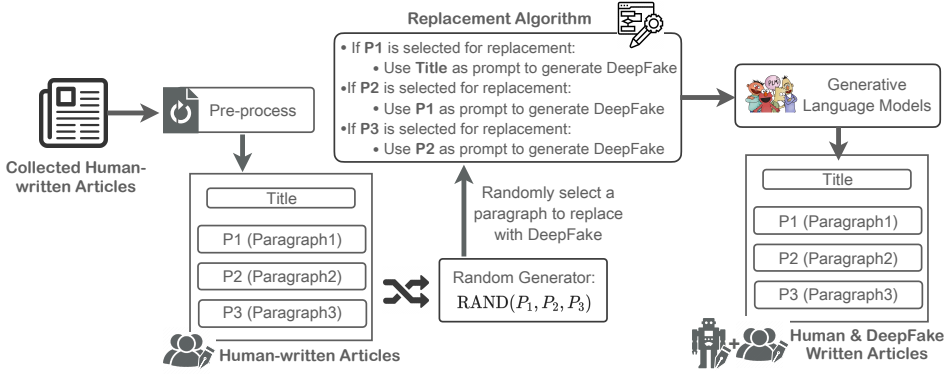 Replacement Algorithm
• If P1 is selected for replacement:
• Use Title as prompt to generate DeepFake
•If P2 is selected for replacement:
• Use P1 as prompt to generate DeepFake
•If P3 is selected for replacement:
• Use P2 as prompt to generate DeepFake
Collected Human-
written Articles
Pre-process
Title
P1 (Paragraph1)
P2 (Paragraph2)
P3 (Paragraph3)
Human-written Articles
Random Generator:
RAND(P₁, P₂, P₃)
Randomly select a
paragraph to replace
with DeepFake
Generative
Language Models
Title
P1 (Paragraph1)
P2 (Paragraph2)
P3 (Paragraph3)
+
Human & DeepFake
Written Articles